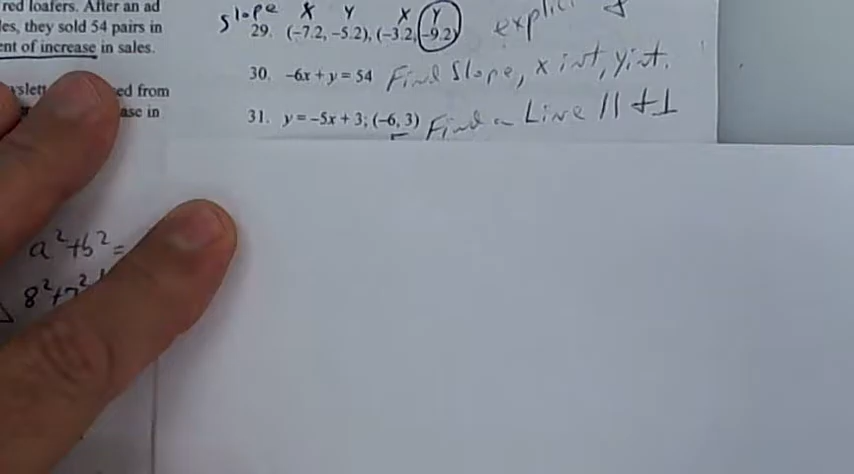 red loafers. After an ad
les, they sold 54 pairs in
ent of increase in sales.
ed from
ase in
slope X Y X Y
29. (−7.2, −5.2), (−3.2, −9.2)
30. −6x + y = 54 Find Slope, x int, y int.
31. y = −5x + 3; (−6, 3) Find a Line || + ⊥
a²+b²=
8²+7²